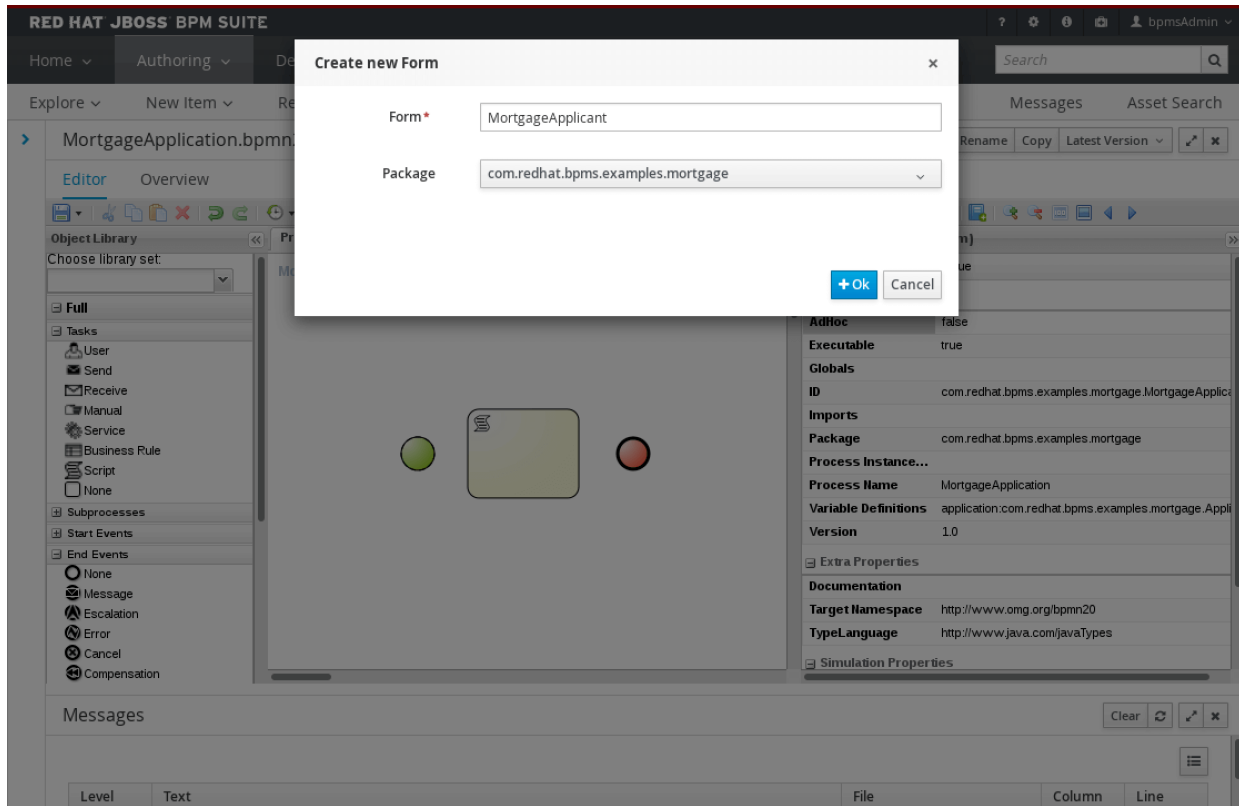 RED HAT JBOSS BPM SUITE
? bpmsAdmin
Home Authoring De Search
Explore New Item Re Messages Asset Search
Create new Form ×
Form* MortgageApplicant
Package com.redhat.bpms.examples.mortgage
+Ok Cancel
MortgageApplication.bpmn Rename Copy Latest Version
Editor Overview
Object Library
Choose library set:
Full
Tasks
User
Send
Receive
Manual
Service
Business Rule
Script
None
Subprocesses
Start Events
End Events
None
Message
Escalation
Error
Cancel
Compensation
Pr
Mo
m)
ue
AdHoc false
Executable true
Globals
ID com.redhat.bpms.examples.mortgage.MortgageApplica
Imports
Package com.redhat.bpms.examples.mortgage
Process Instance...
Process Name MortgageApplication
Variable Definitions application:com.redhat.bpms.examples.mortgage.Appli
Version 1.0
Extra Properties
Documentation
Target Namespace http://www.omg.org/bpmn20
TypeLanguage http://www.java.com/javaTypes
Simulation Properties
Messages Clear
Level Text File Column Line